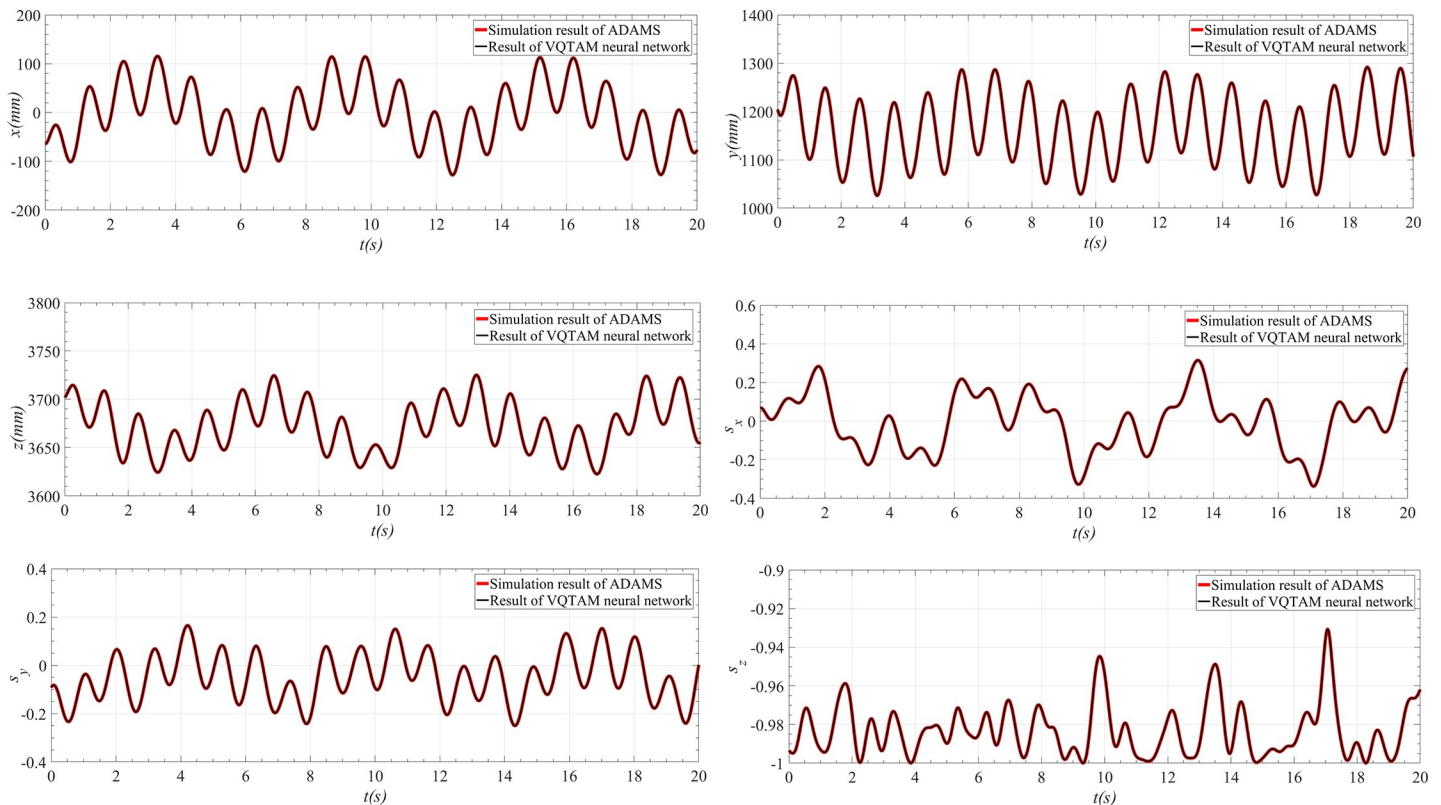 200
100
0
-100
-200
x(mm)
Simulation result of ADAMS
Result of VQTAM neural network
0 2 4 6 8 10 12 14 16 18 20
t(s)
1400
1300
1200
1100
1000
y(mm)
Simulation result of ADAMS
Result of VQTAM neural network
0 2 4 6 8 10 12 14 16 18 20
t(s)
3800
3750
3700
3650
3600
z(mm)
Simulation result of ADAMS
Result of VQTAM neural network
0 2 4 6 8 10 12 14 16 18 20
t(s)
0.6
0.4
0.2
0
-0.2
-0.4
s_x
Simulation result of ADAMS
Result of VQTAM neural network
0 2 4 6 8 10 12 14 16 18 20
t(s)
0.4
0.2
0
-0.2
-0.4
s_y
Simulation result of ADAMS
Result of VQTAM neural network
0 2 4 6 8 10 12 14 16 18 20
t(s)
-0.9
-0.92
-0.94
-0.96
-0.98
-1
s_z
Simulation result of ADAMS
Result of VQTAM neural network
0 2 4 6 8 10 12 14 16 18 20
t(s)